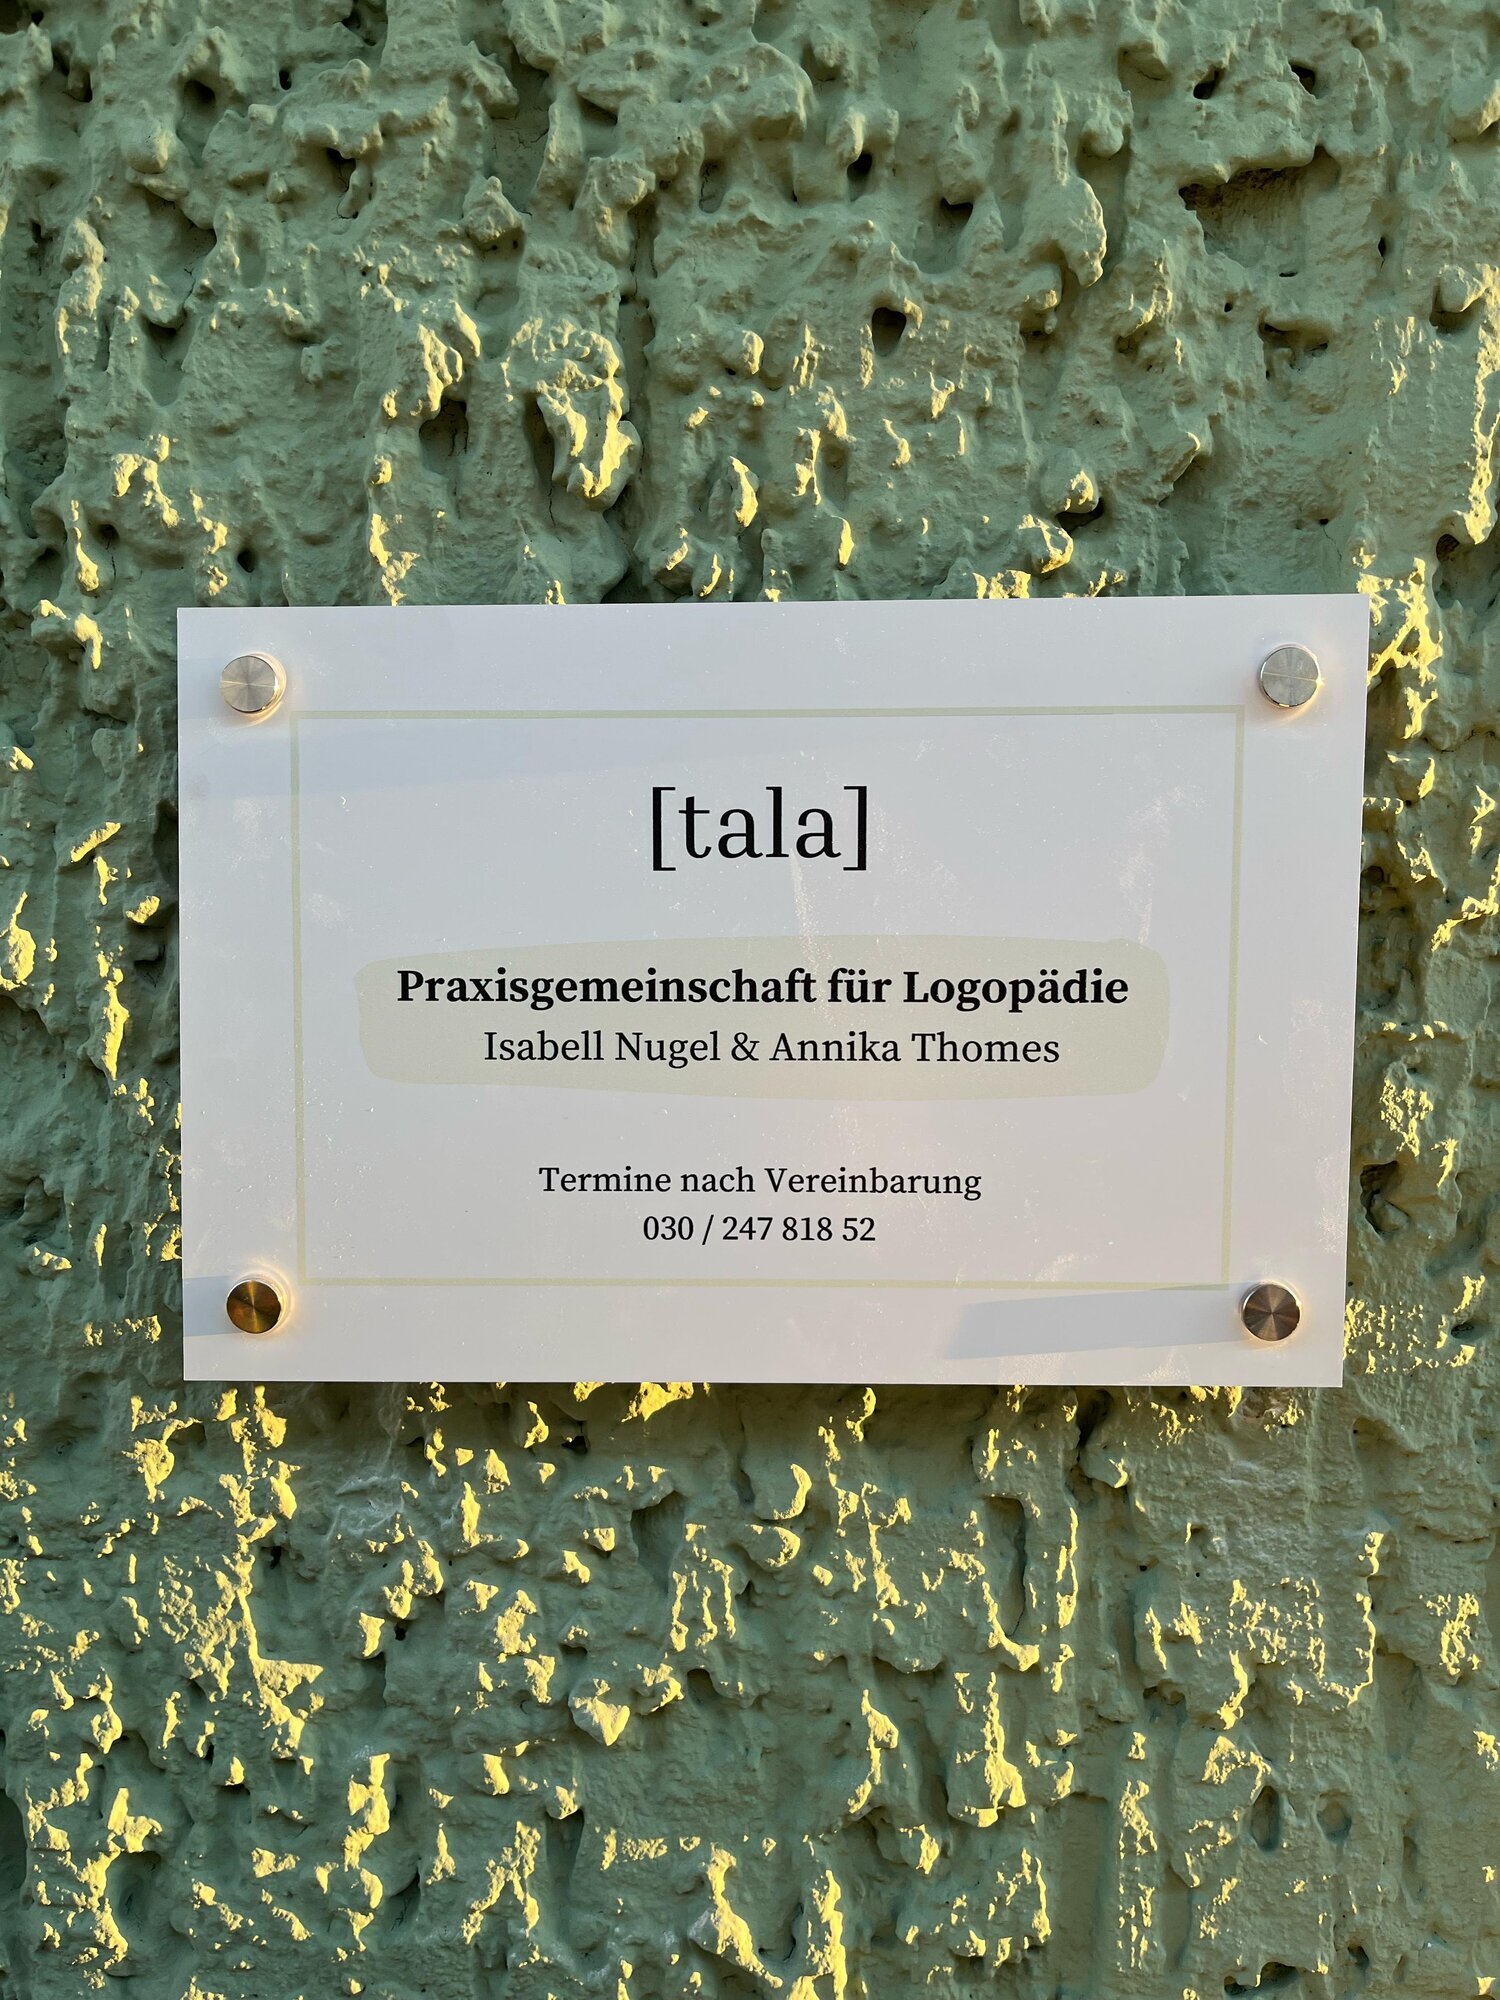 [tala]
Praxisgemeinschaft für Logopädie
Isabell Nugel & Annika Thomes
Termine nach Vereinbarung
030 / 247 818 52